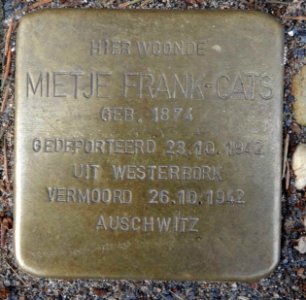 HIER WOONDE
MIETJE FRANK-CATS
GEB. 1874
GEDEPORTEERD 23.10.1942
UIT WESTERBORK
VERMOORD 26.10.1942
AUSCHWITZ